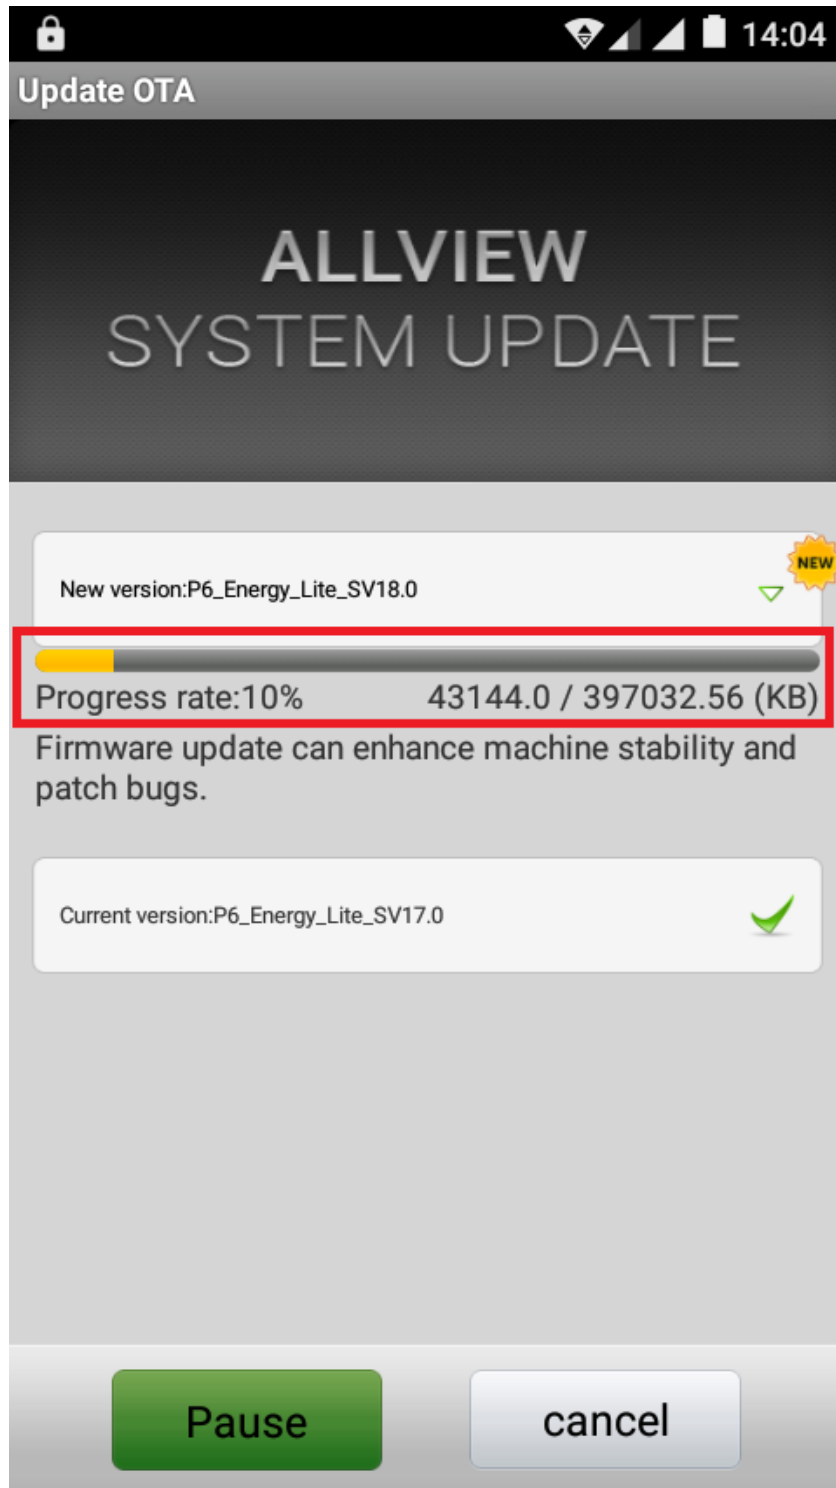 14:04
Update OTA
ALLVIEW
SYSTEM UPDATE
NEW
New version:P6_Energy_Lite_SV18.0
Progress rate:10% 43144.0 / 397032.56 (KB)
Firmware update can enhance machine stability and
patch bugs.
Current version:P6_Energy_Lite_SV17.0
Pause cancel